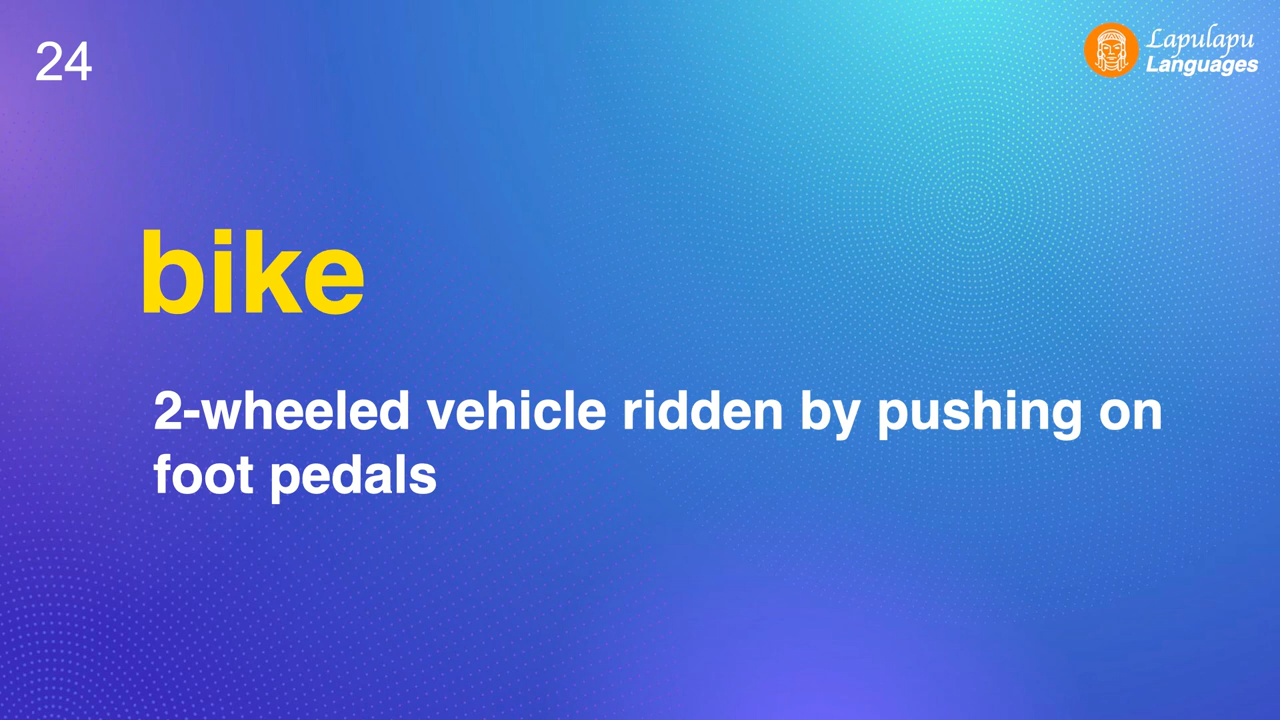 24
Lapulapu
Languages
bike
2-wheeled vehicle ridden by pushing on
foot pedals